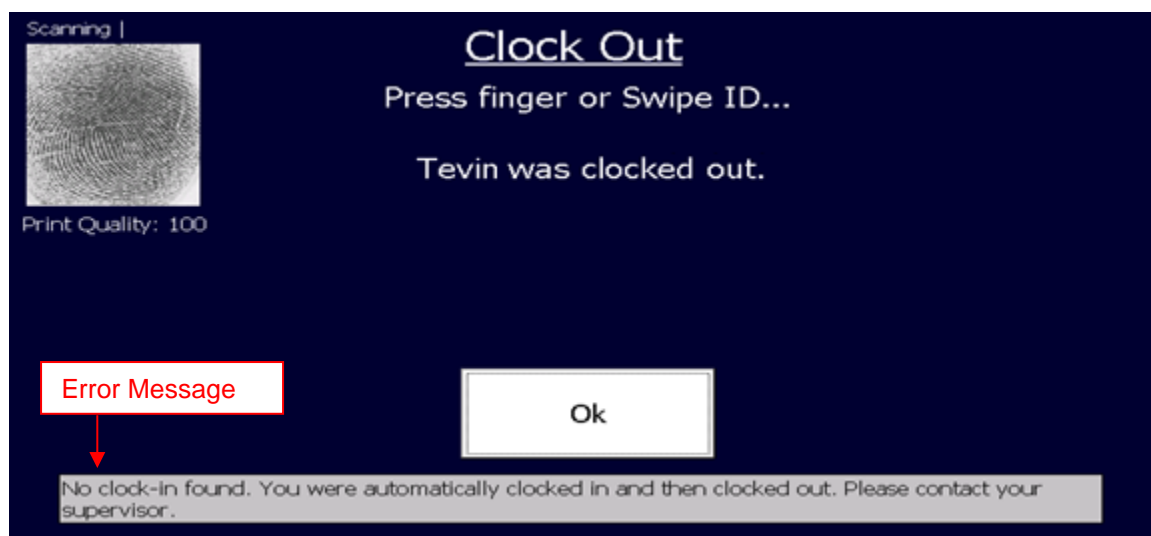 Scanning |
Clock Out
Press finger or Swipe ID...
Tevin was clocked out.
Print Quality: 100
Error Message
Ok
No clock-in found. You were automatically clocked in and then clocked out. Please contact your
supervisor.